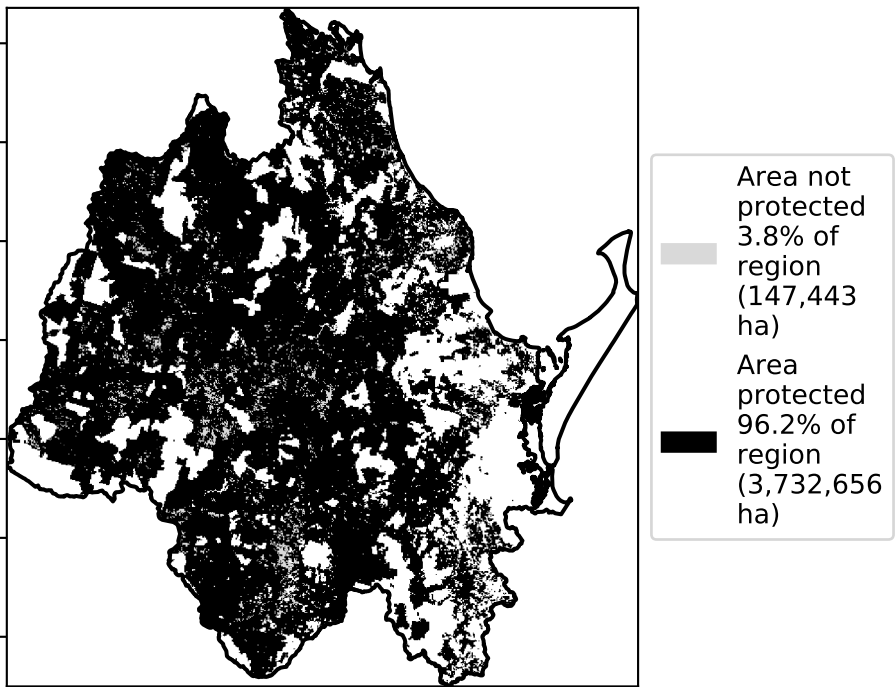 Area not
protected
3.8% of
region
(147,443
ha)
Area
protected
96.2% of
region
(3,732,656
ha)